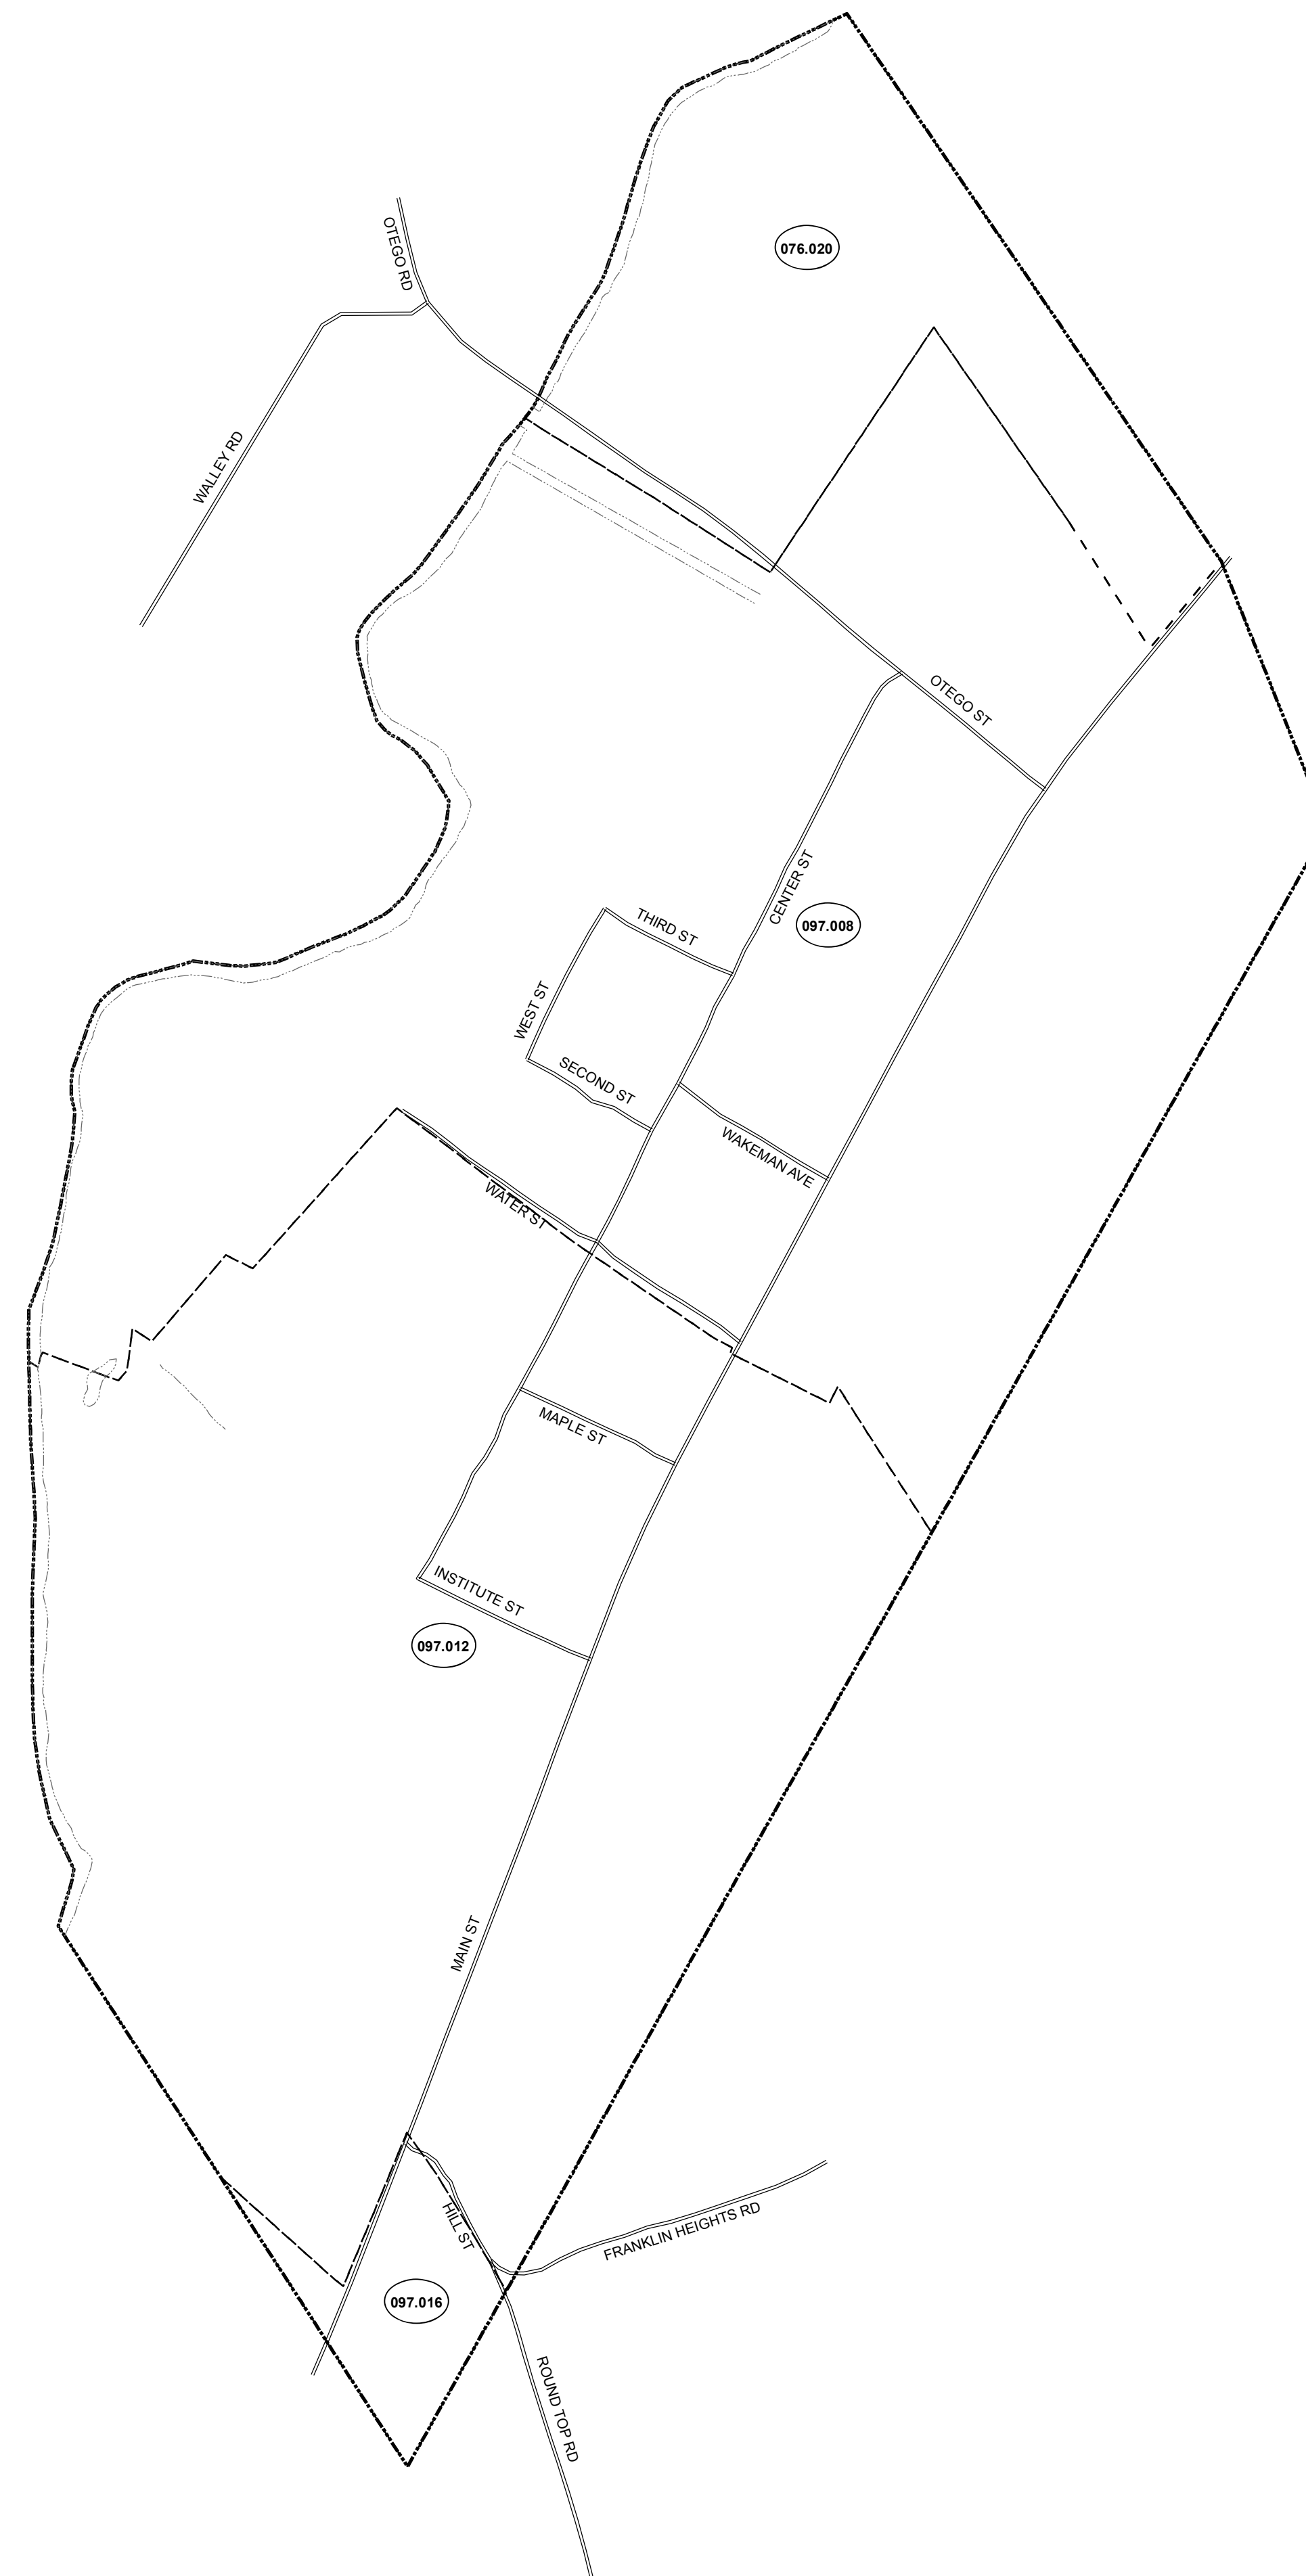 OTEGO RD
076.020
WALLEY RD
OTEGO ST
CENTER ST
THIRD ST
097.008
WEST ST
SECOND ST
WAKEMAN AVE
WATER ST
MAPLE ST
INSTITUTE ST
097.012
MAIN ST
HILL ST
FRANKLIN HEIGHTS RD
097.016
ROUND TOP RD